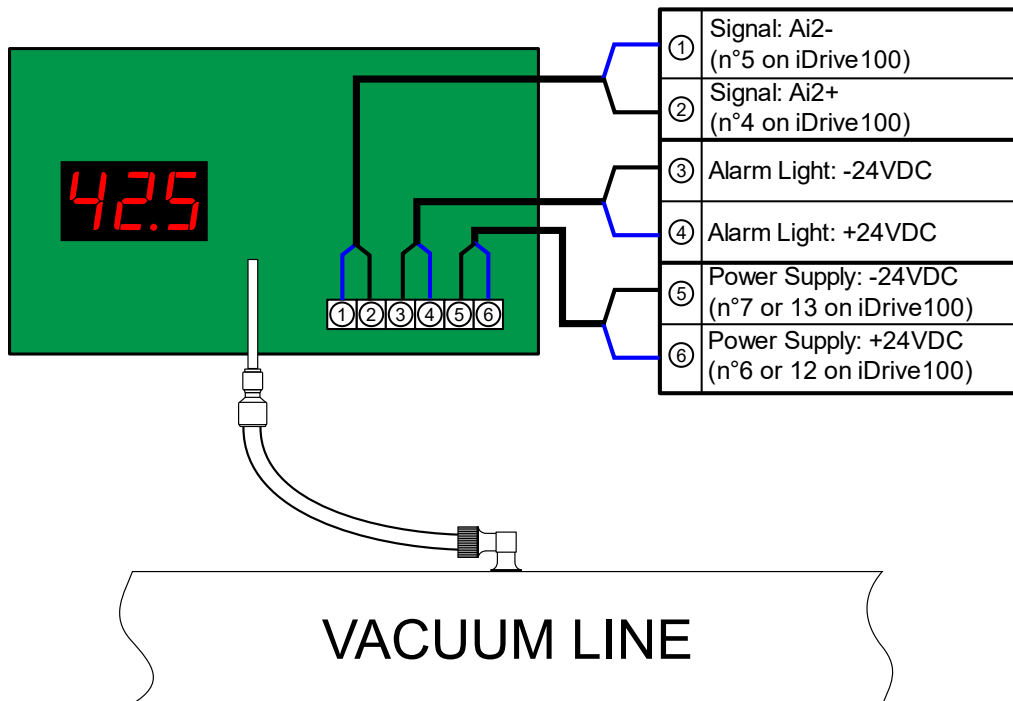 42.5
① ② ③ ④ ⑤ ⑥
① Signal: Ai2-
(n°5 on iDrive100)
② Signal: Ai2+
(n°4 on iDrive100)
③ Alarm Light: -24VDC
④ Alarm Light: +24VDC
⑤ Power Supply: -24VDC
(n°7 or 13 on iDrive100)
⑥ Power Supply: +24VDC
(n°6 or 12 on iDrive100)
VACUUM LINE